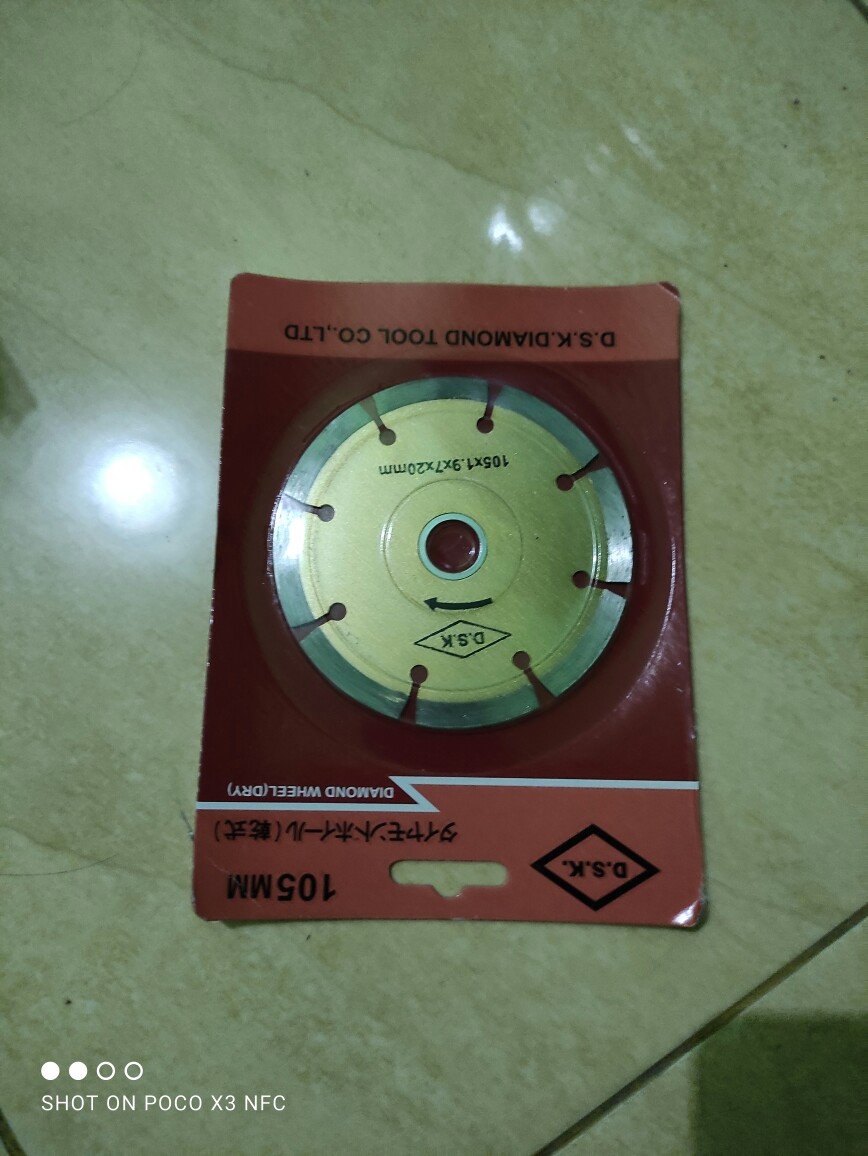 D.S.K.
105MM
ダイヤモンドホイール(乾式)
DIAMOND WHEEL(DRY)
D.S.K
105x1.9x7x20mm
D.S.K.DIAMOND TOOL CO.,LTD
SHOT ON POCO X3 NFC